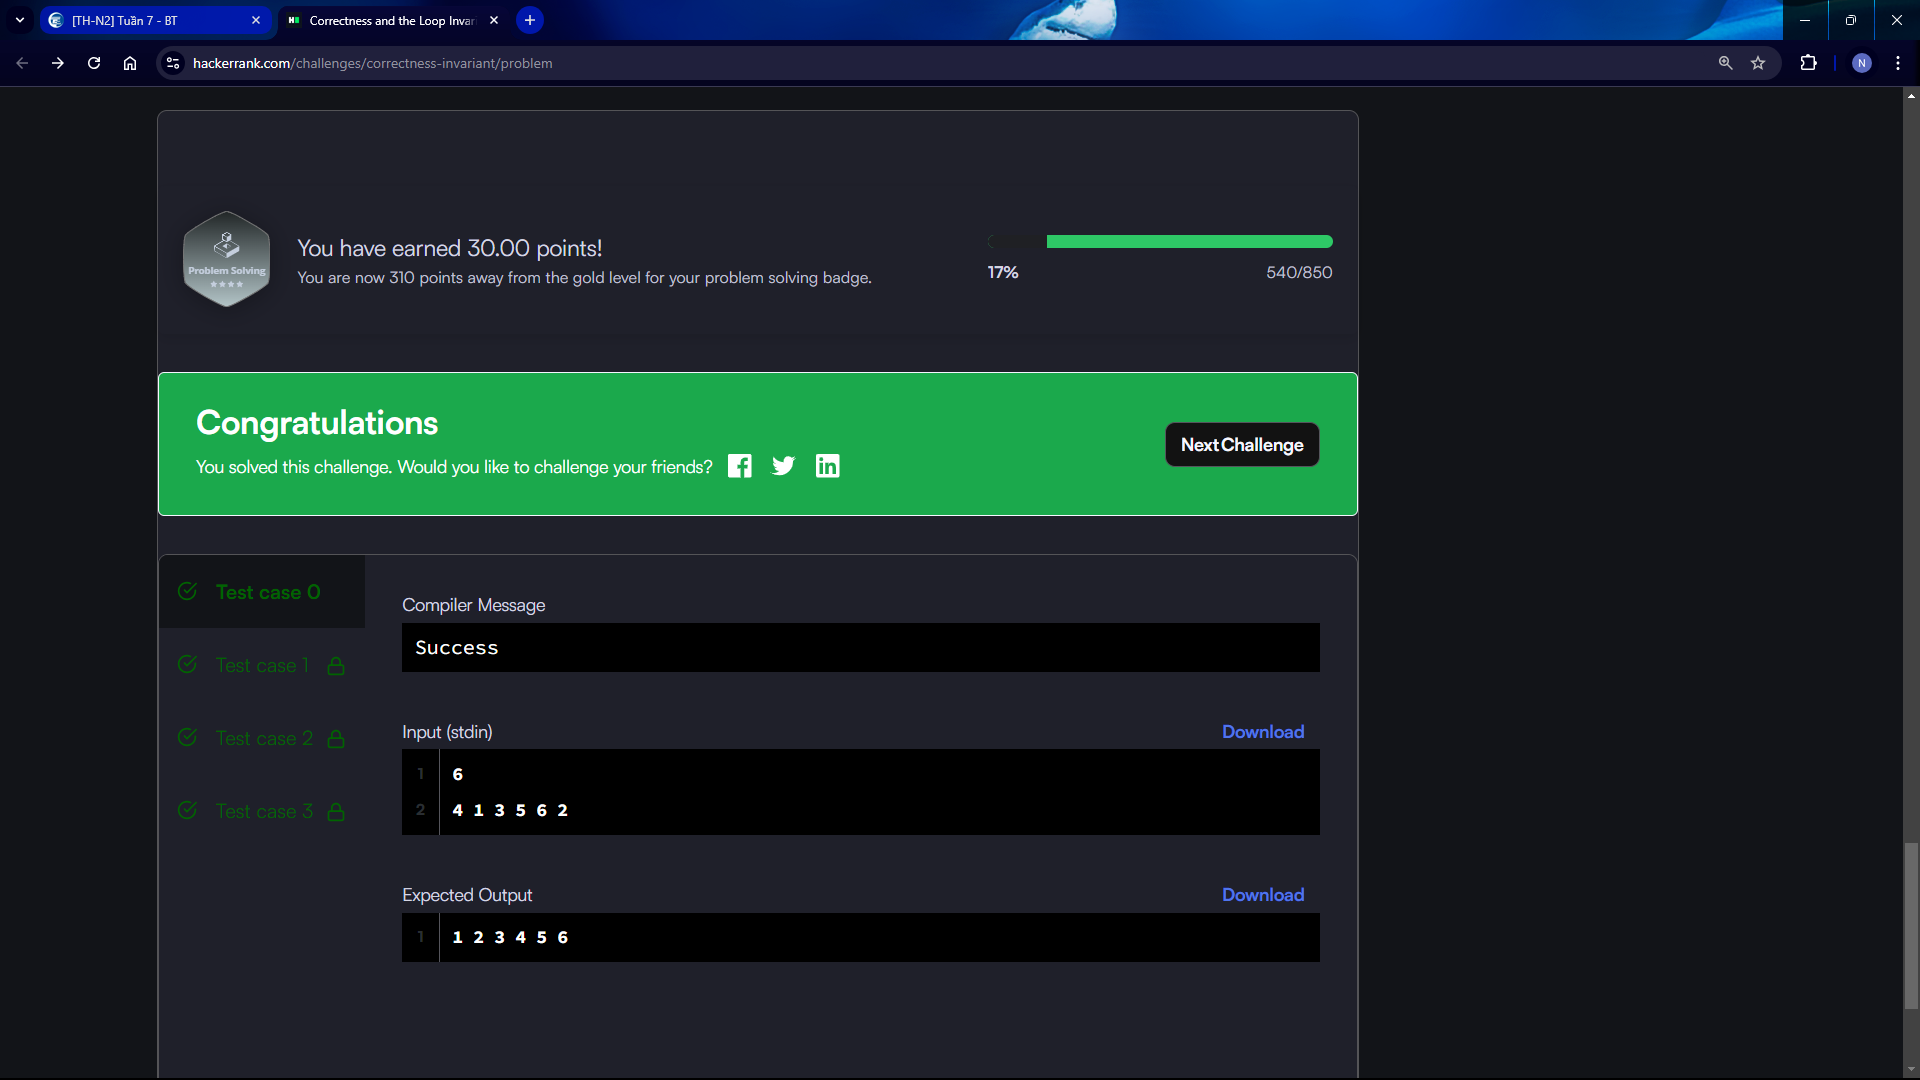 [TH-N2] Tuần 7 - BT
Correctness and the Loop Invari
hackerrank.com/challenges/correctness-invariant/problem
N
Problem Solving
You have earned 30.00 points!
You are now 310 points away from the gold level for your problem solving badge.
17%
540/850
Congratulations
You solved this challenge. Would you like to challenge your friends?
Next Challenge
Test case 0
Test case 1
Test case 2
Test case 3
Compiler Message
Success
Input (stdin)
Download
1 6
2 4 1 3 5 6 2
Expected Output
Download
1 1 2 3 4 5 6